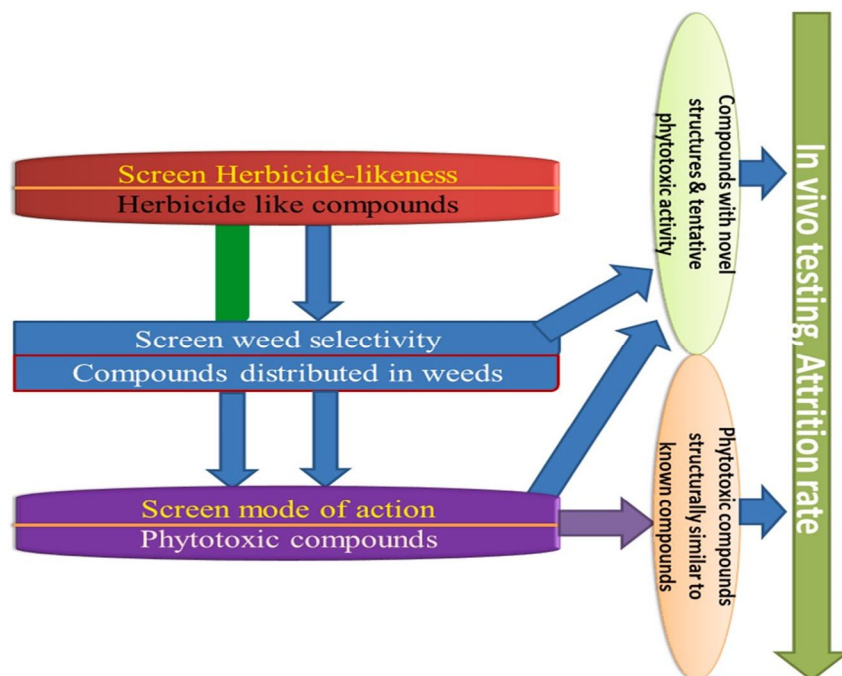 Screen Herbicide-likeness
Herbicide like compounds
Screen weed selectivity
Compounds distributed in weeds
Screen mode of action
Phytotoxic compounds
Compounds with novel
structures & tentative
phytotoxic activity
Phytotoxic compounds
structurally similar to
known compounds
In vivo testing, Attrition rate